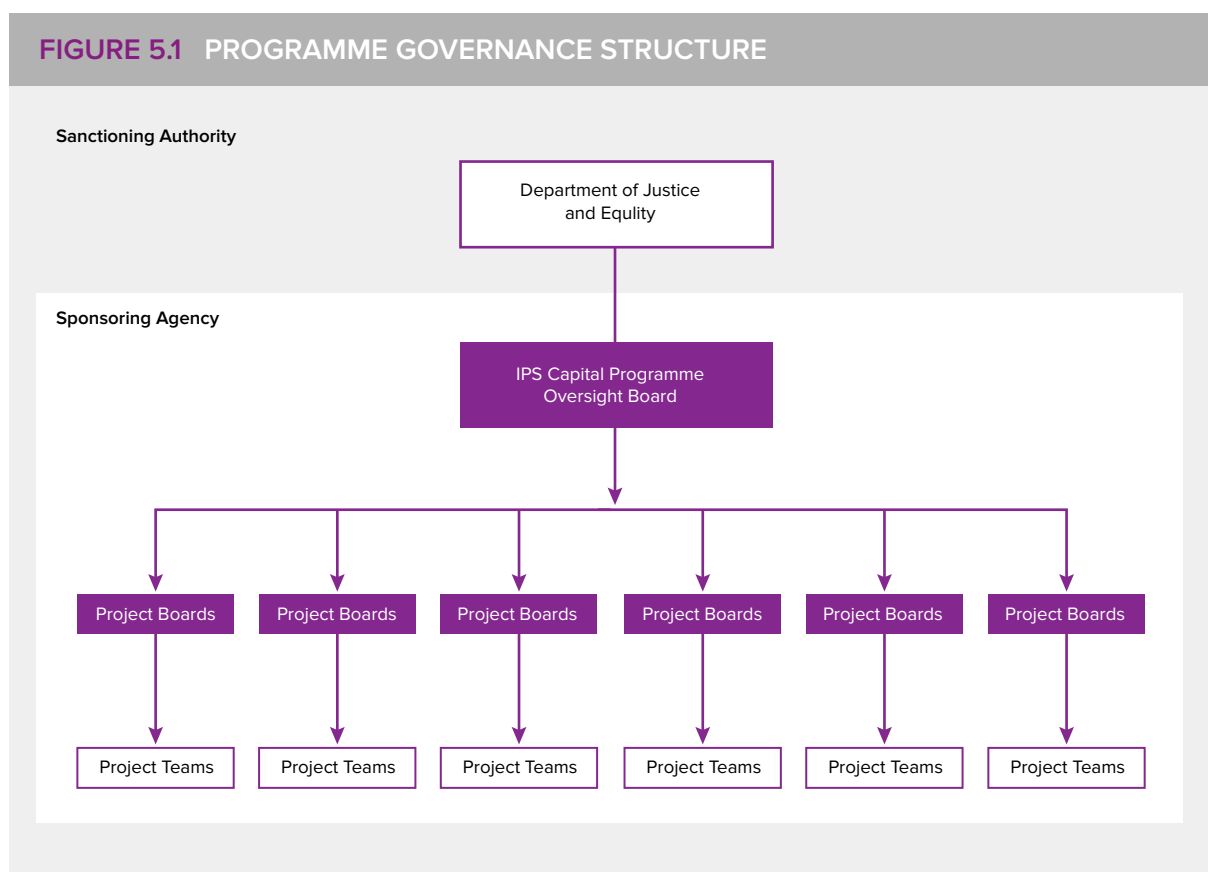 FIGURE 5.1 PROGRAMME GOVERNANCE STRUCTURE
Sanctioning Authority
Department of Justice
and Equlity
Sponsoring Agency
IPS Capital Programme
Oversight Board
Project Boards Project Boards Project Boards Project Boards Project Boards Project Boards
Project Teams Project Teams Project Teams Project Teams Project Teams Project Teams